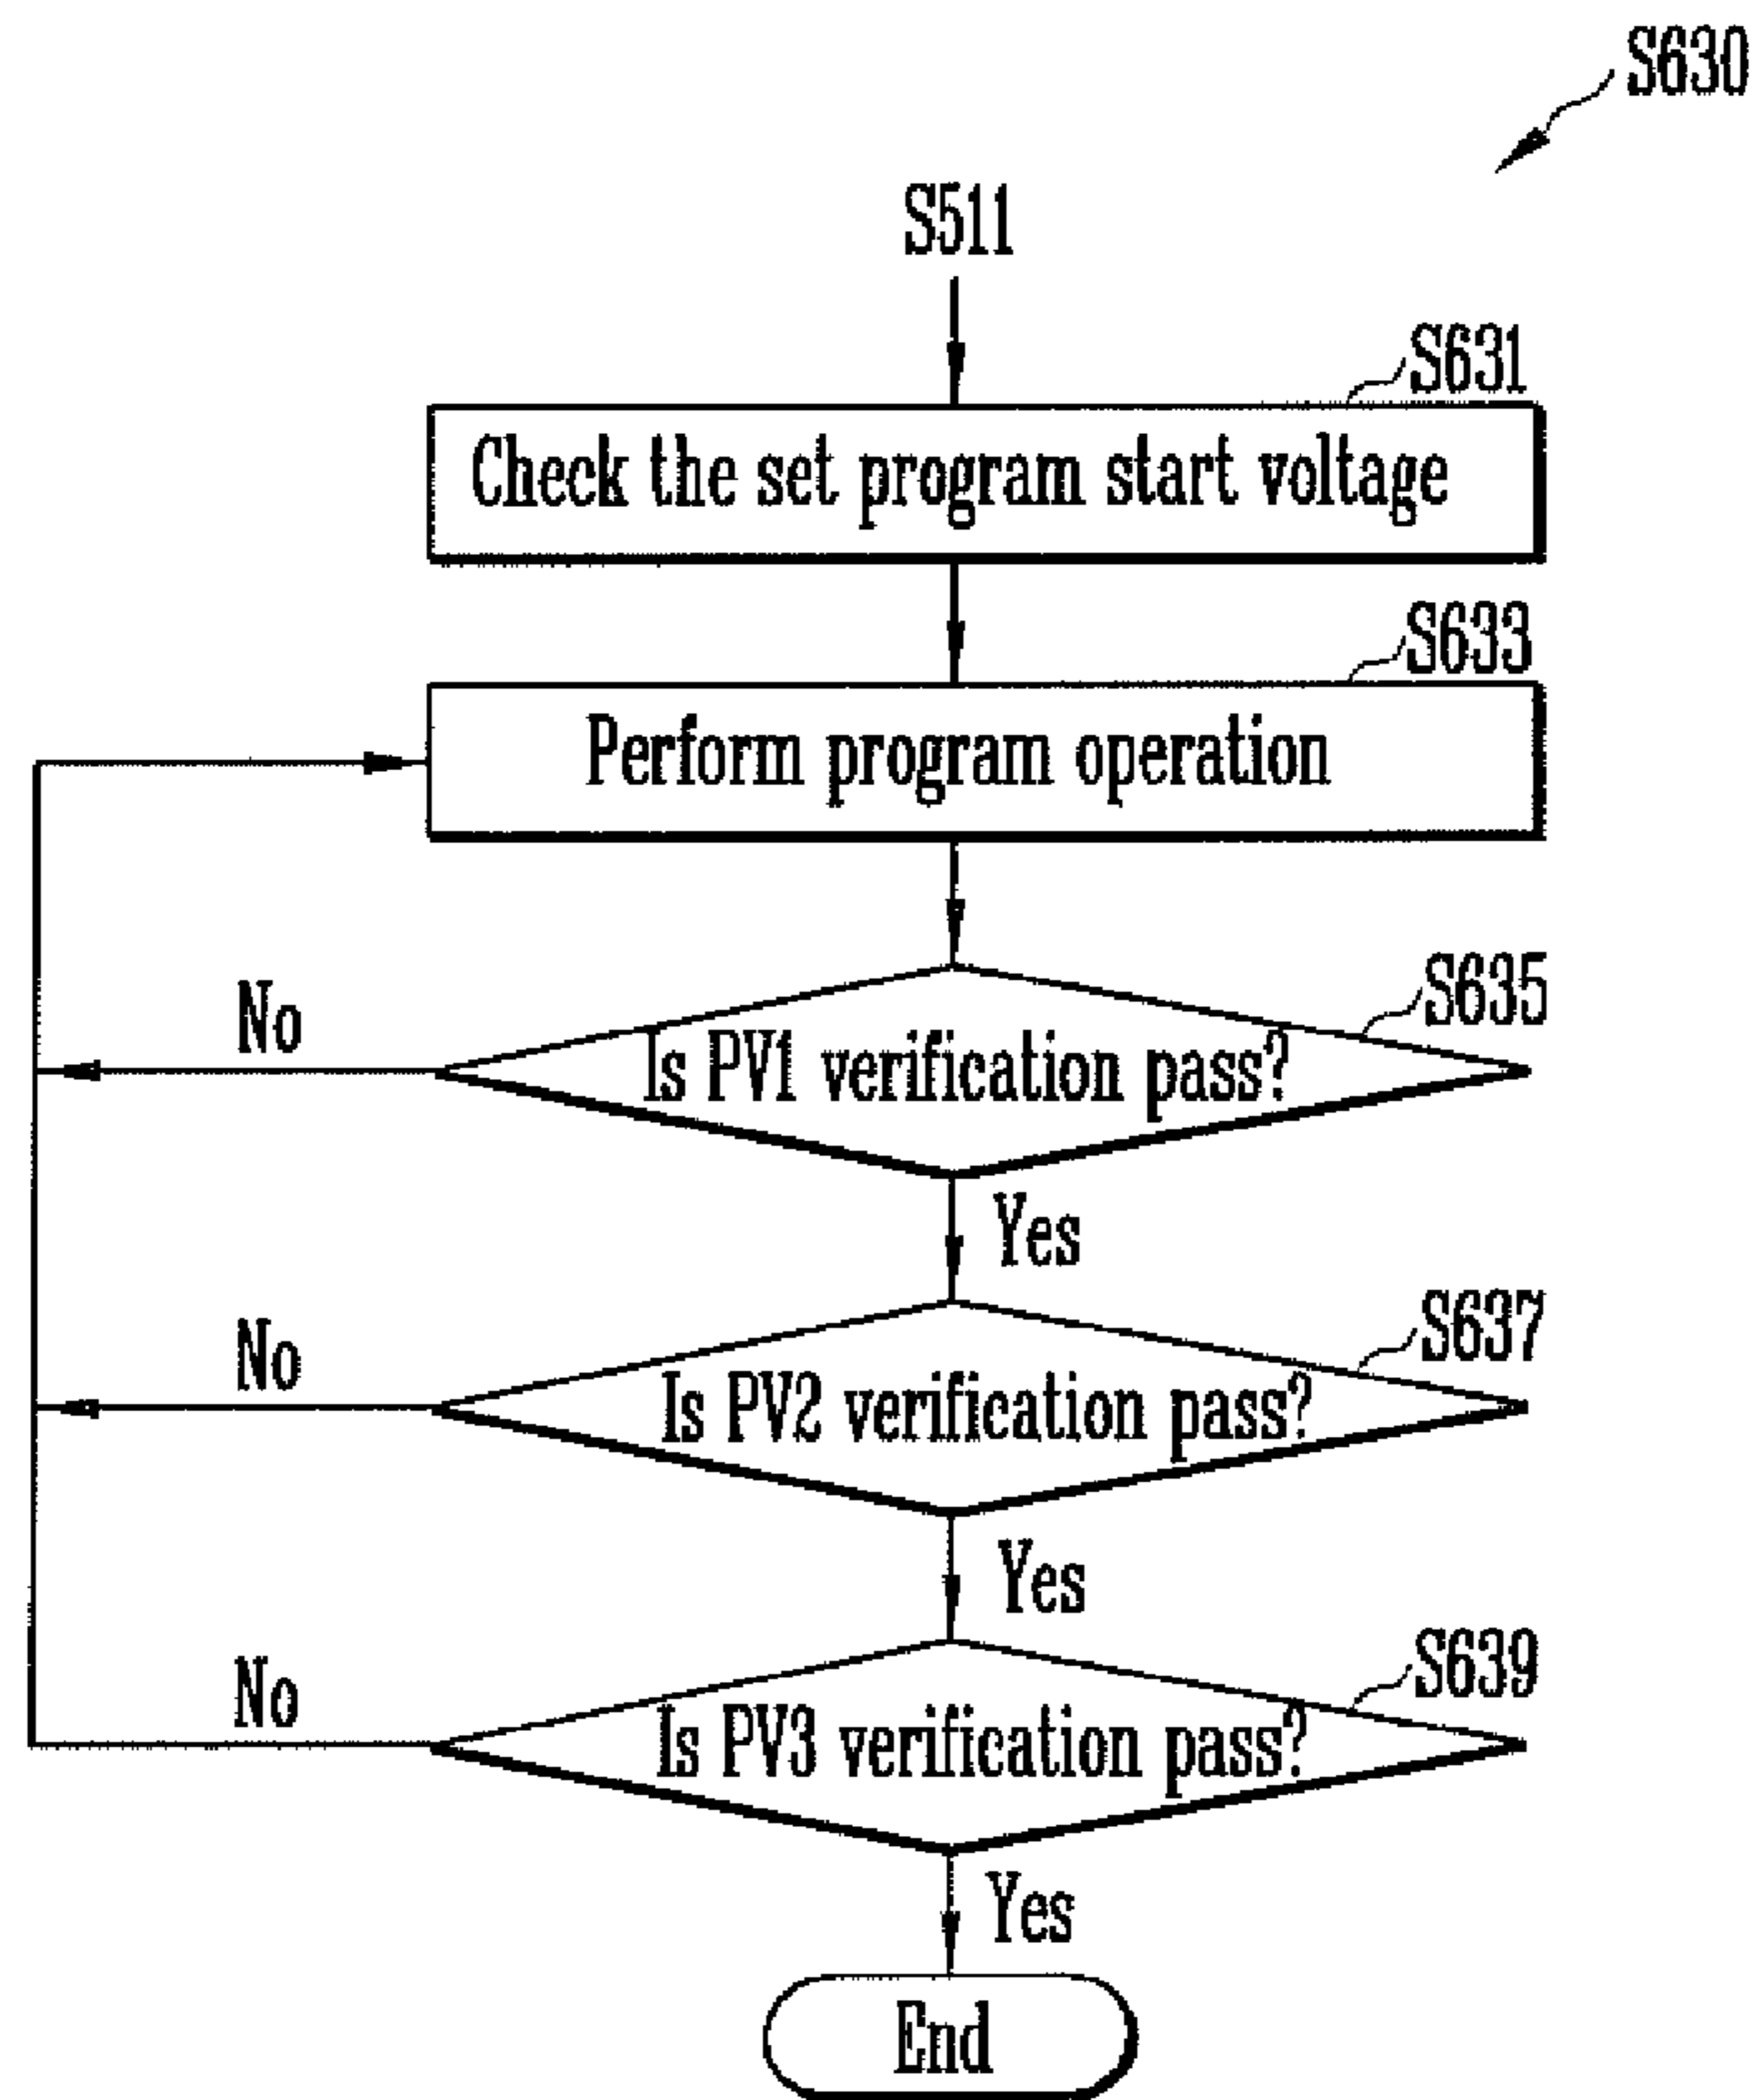 S630
S511
S631
Check the set program start voltage
S633
Perform program operation
S635
No
Is PV1 verification pass?
Yes
S637
No
Is PV2 verification pass?
Yes
S639
No
Is PV3 verification pass?
Yes
End